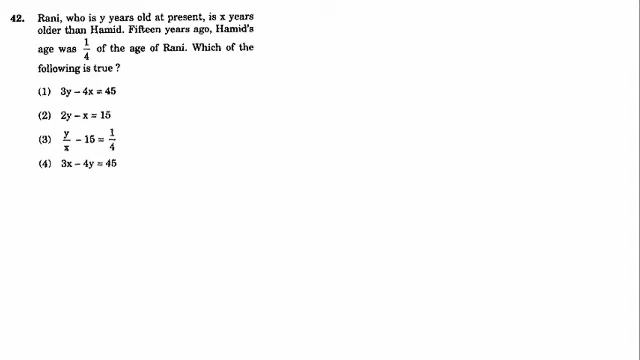 42. Rani, who is y years old at present, is x years
older than Hamid. Fifteen years ago, Hamid's
age was 1/4 of the age of Rani. Which of the
following is true ?
(1) 3y – 4x = 45
(2) 2y – x = 15
(3) y/x – 15 = 1/4
(4) 3x – 4y = 45